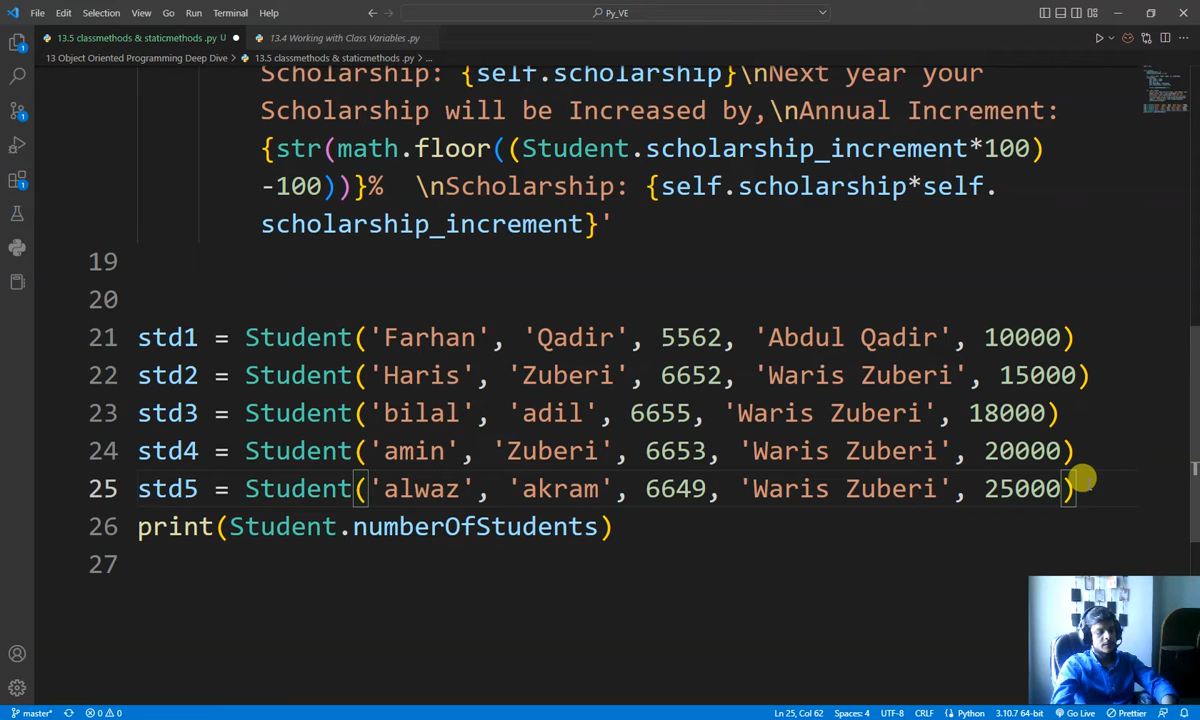 File Edit Selection View Go Run Terminal Help
Py_VE
13.5 classmethods & staticmethods .py U
13.4 Working with Class Variables .py
13 Object Oriented Programming Deep Dive > 13.5 classmethods & staticmethods .py > ...
Scholarship: {self.scholarship}\nNext year your
Scholarship will be Increased by,\nAnnual Increment:
{str(math.floor((Student.scholarship_increment*100)
-100))}%  \nScholarship: {self.scholarship*self.
scholarship_increment}'
19
20
21 std1 = Student('Farhan', 'Qadir', 5562, 'Abdul Qadir', 10000)
22 std2 = Student('Haris', 'Zuberi', 6652, 'Waris Zuberi', 15000)
23 std3 = Student('bilal', 'adil', 6655, 'Waris Zuberi', 18000)
24 std4 = Student('amin', 'Zuberi', 6653, 'Waris Zuberi', 20000)
25 std5 = Student('alwaz', 'akram', 6649, 'Waris Zuberi', 25000)
26 print(Student.numberOfStudents)
27
master* 0 0 Ln 25, Col 62 Spaces: 4 UTF-8 CRLF Python 3.10.7 64-bit Go Live Prettier